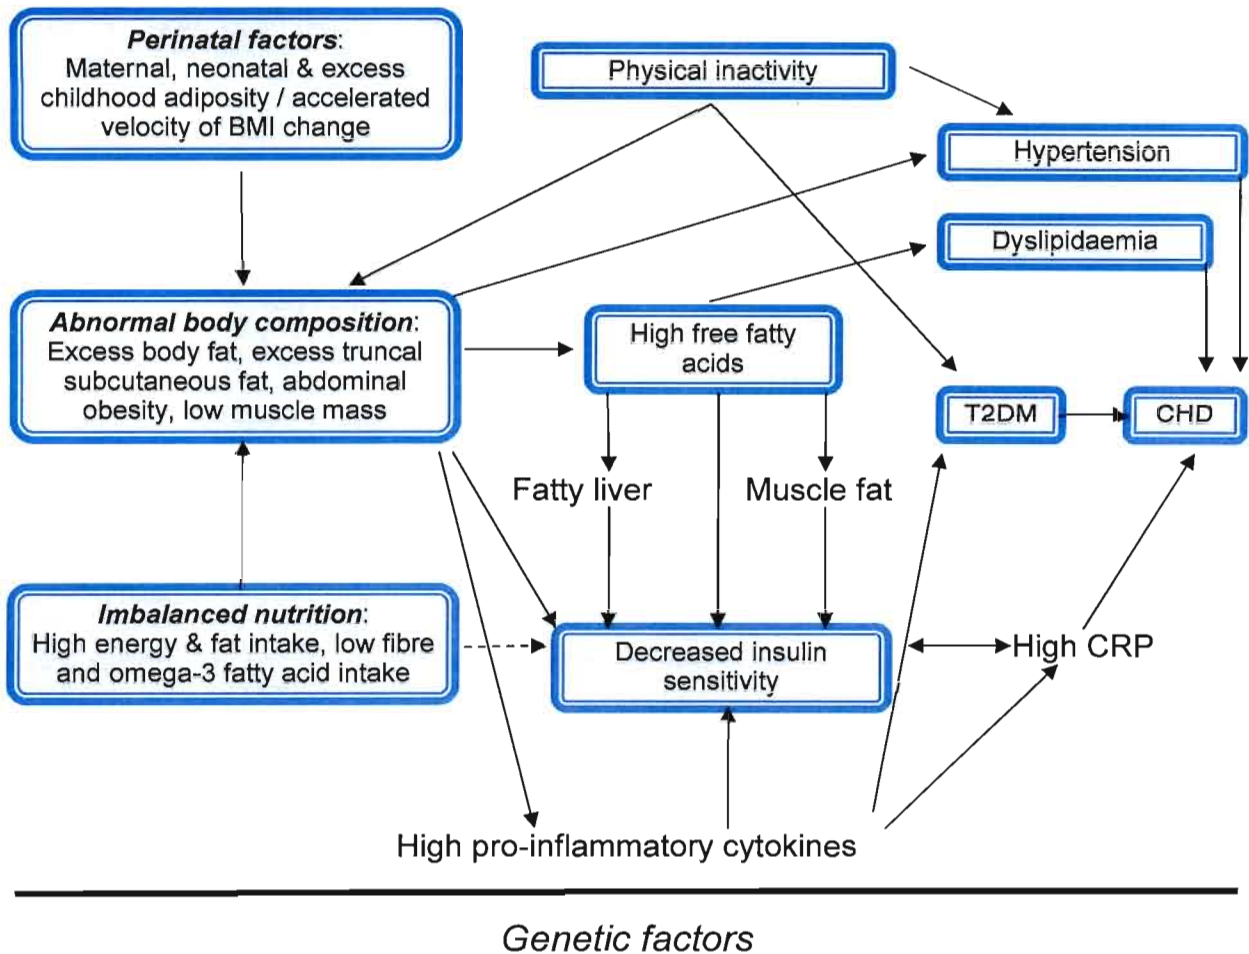 Perinatal factors:
Maternal, neonatal & excess
childhood adiposity / accelerated
velocity of BMI change
Physical inactivity
Hypertension
Dyslipidaemia
Abnormal body composition:
Excess body fat, excess truncal
subcutaneous fat, abdominal
obesity, low muscle mass
High free fatty
acids
T2DM
CHD
Fatty liver
Muscle fat
Imbalanced nutrition:
High energy & fat intake, low fibre
and omega-3 fatty acid intake
Decreased insulin
sensitivity
High CRP
High pro-inflammatory cytokines
Genetic factors